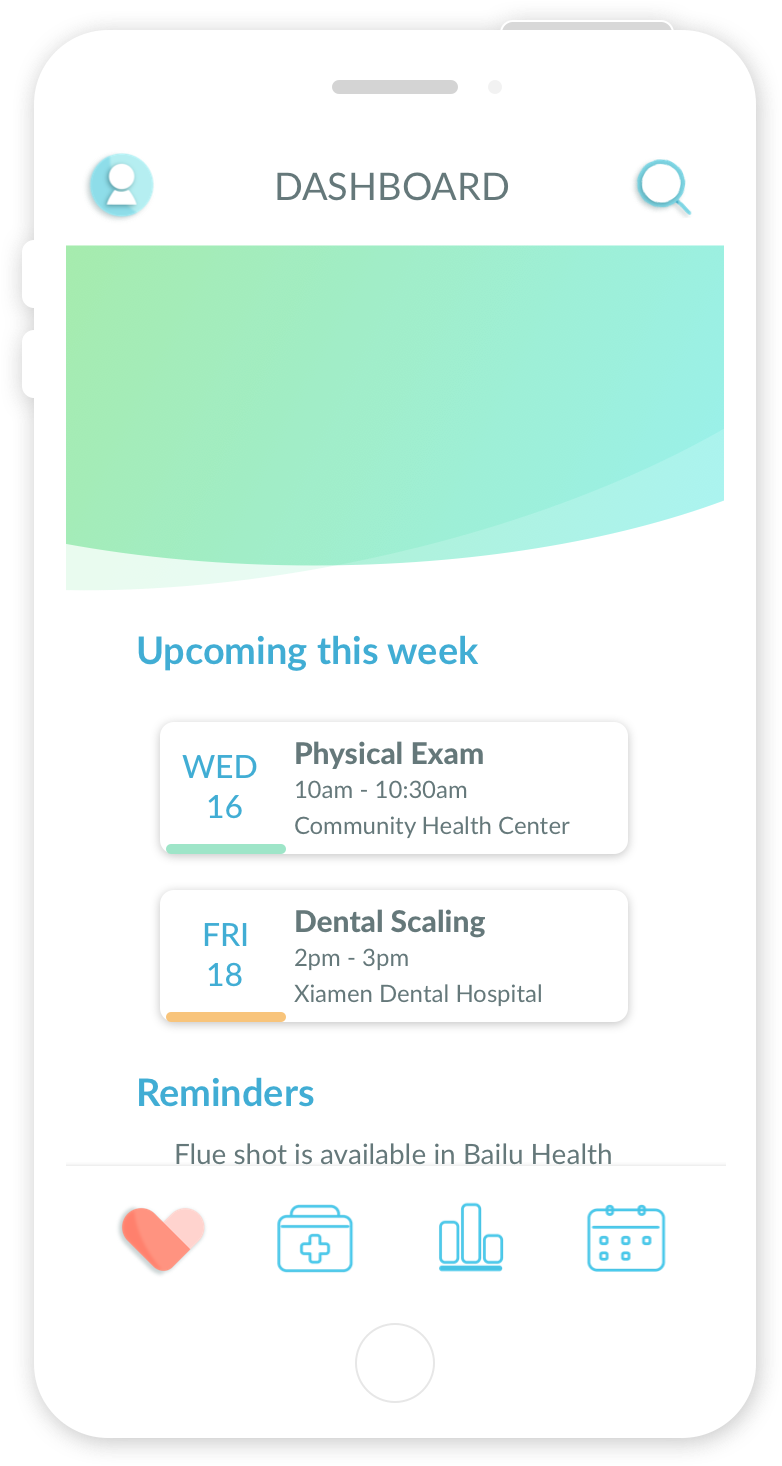 DASHBOARD
Upcoming this week
WED
16
Physical Exam
10am - 10:30am
Community Health Center
FRI
18
Dental Scaling
2pm - 3pm
Xiamen Dental Hospital
Reminders
Flue shot is available in Bailu Health